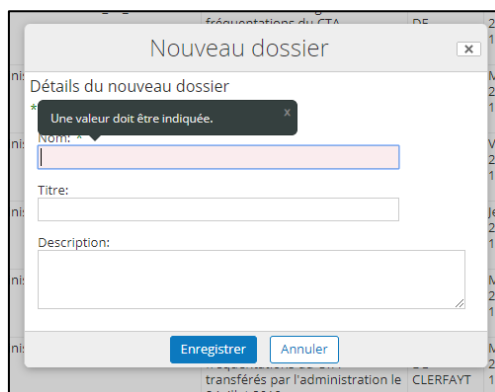 fréquentations du CTA DE 2
Nouveau dossier
x
Détails du nouveau dossier
*
Une valeur doit être indiquée. x
Nom: *
Titre:
Description:
Enregistrer Annuler
transférés par l'administration le CLERFAYT